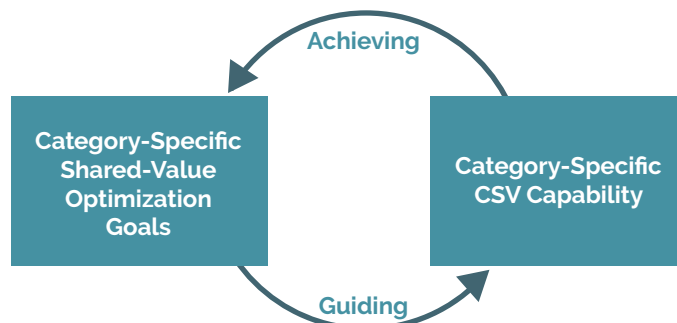 Achieving
Category-Specific
Shared-Value
Optimization
Goals
Category-Specific
CSV Capability
Guiding